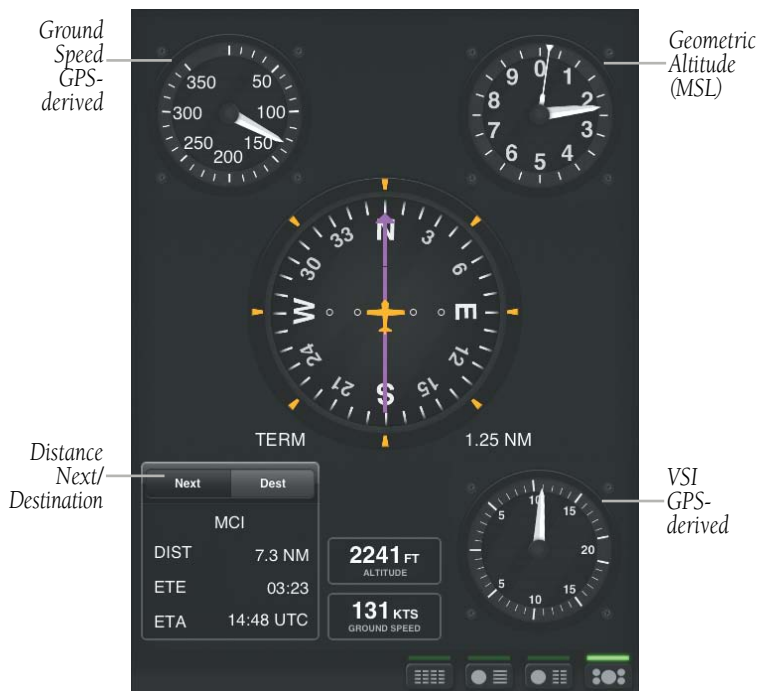 Ground
Speed
GPS-
derived
Geometric
Altitude
(MSL)
350
50
300
100
250
150
200
9
0
1
8
2
7
3
6
5
4
33
N
3
30
6
W
E
24
12
21
S
15
TERM
1.25 NM
Distance
Next/
Destination
Next
Dest
MCI
DIST
7.3 NM
ETE
03:23
ETA
14:48 UTC
2241 FT
ALTITUDE
131 KTS
GROUND SPEED
VSI
GPS-
derived
5
10
15
20
5
10
15